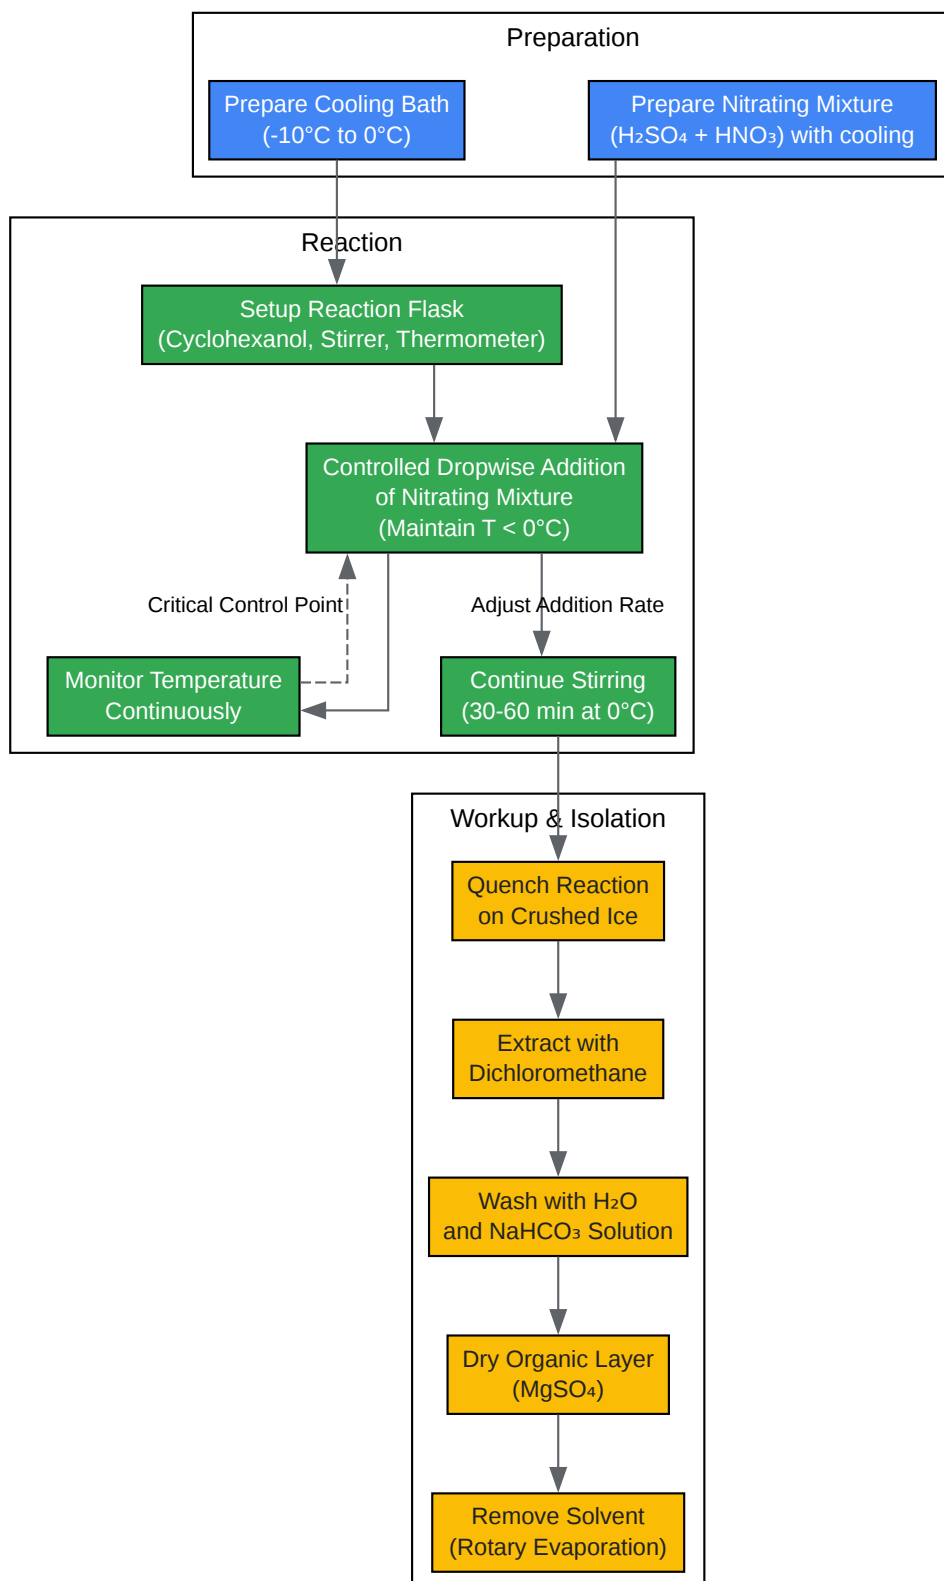 Preparation
Prepare Cooling Bath
(-10°C to 0°C)
Prepare Nitrating Mixture
(H₂SO₄ + HNO₃) with cooling
Reaction
Setup Reaction Flask
(Cyclohexanol, Stirrer, Thermometer)
Controlled Dropwise Addition
of Nitrating Mixture
(Maintain T < 0°C)
Critical Control Point
Adjust Addition Rate
Monitor Temperature
Continuously
Continue Stirring
(30-60 min at 0°C)
Workup & Isolation
Quench Reaction
on Crushed Ice
Extract with
Dichloromethane
Wash with H₂O
and NaHCO₃ Solution
Dry Organic Layer
(MgSO₄)
Remove Solvent
(Rotary Evaporation)